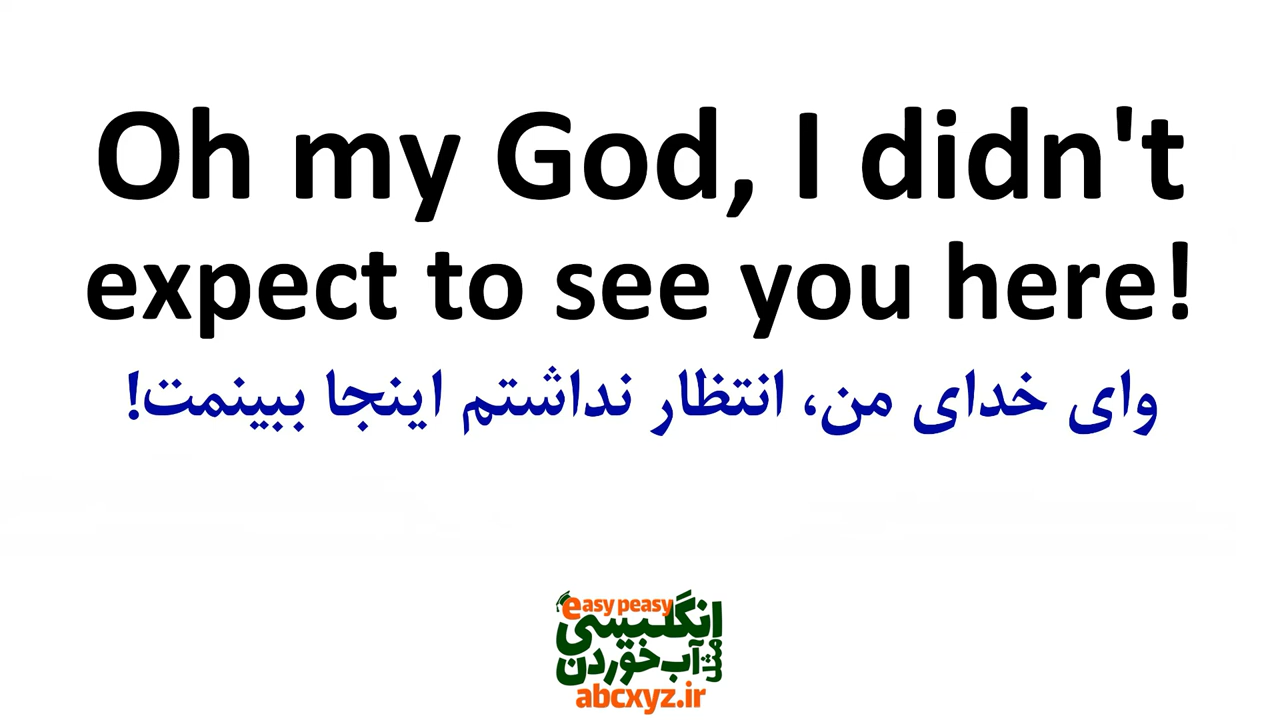 Oh my God, I didn't
expect to see you here!
وای خدای من، انتظار نداشتم اینجا ببینمت!
easy peasy
انگلیسی
مثل آب خوردن
abcxyz.ir